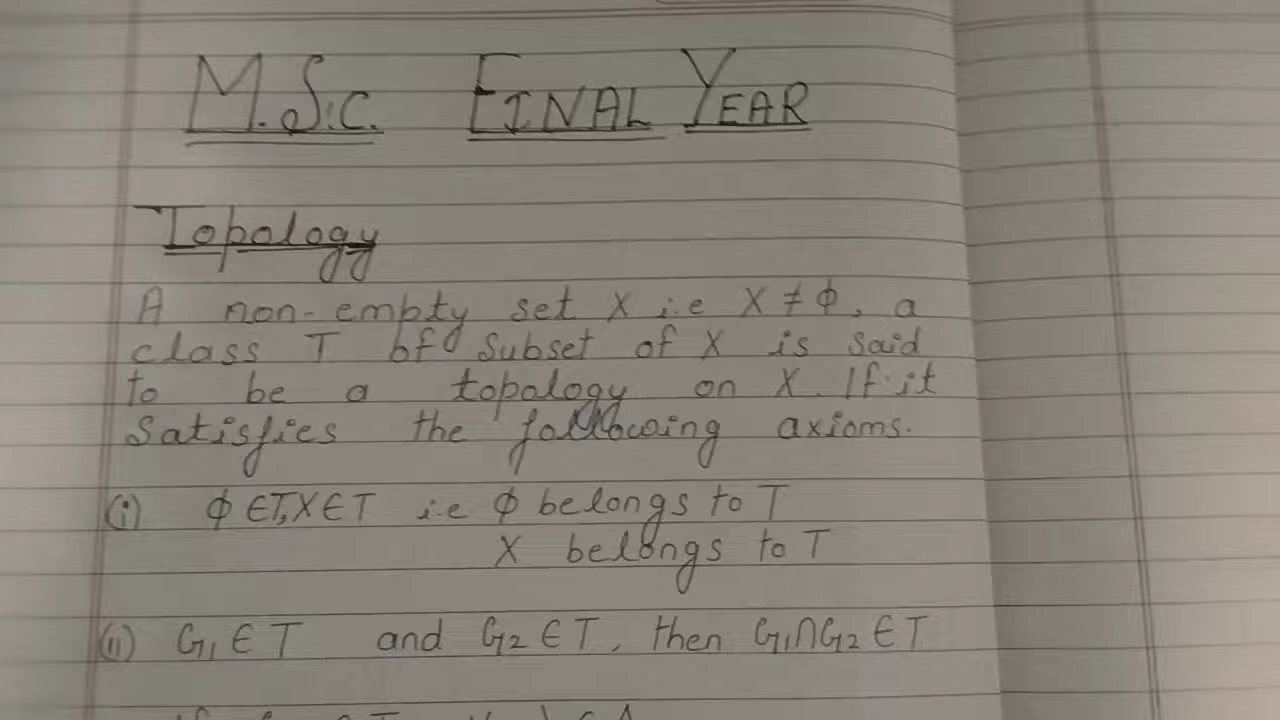 M.Sc. FINAL YEAR
Topology
A non-empty set X i.e X ≠ ϕ, a
class T of subset of X is said
to be a topology on X. If it
Satisfies the following axioms.
(i) ϕ ∈ T, X ∈ T i.e ϕ belongs to T
X belongs to T
(ii) G₁ ∈ T and G₂ ∈ T, then G₁∩G₂ ∈ T